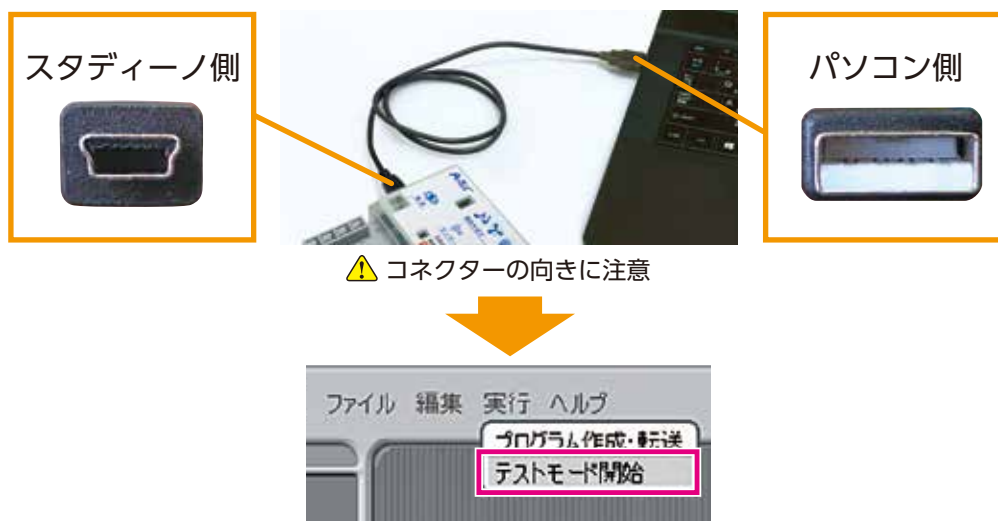 スタディーノ側
パソコン側
コネクターの向きに注意
ファイル 編集 実行 ヘルプ
プログラム作成・転送
テストモード開始